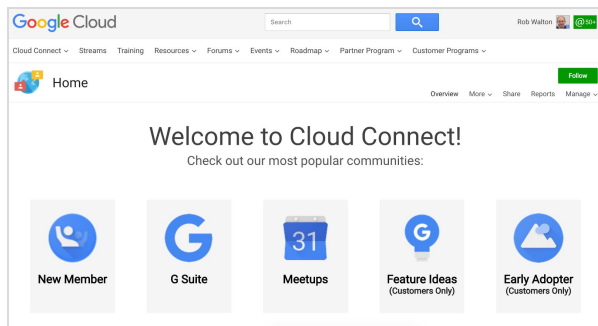 Google Cloud
Search
Rob Walton
@ 50+
Cloud Connect Streams Training Resources Forums Events Roadmap Partner Program Customer Programs
Home
Follow
Overview More Share Reports Manage
Welcome to Cloud Connect!
Check out our most popular communities:
New Member
G
G Suite
31
Meetups
G
Feature Ideas
(Customers Only)
Early Adopter
(Customers Only)